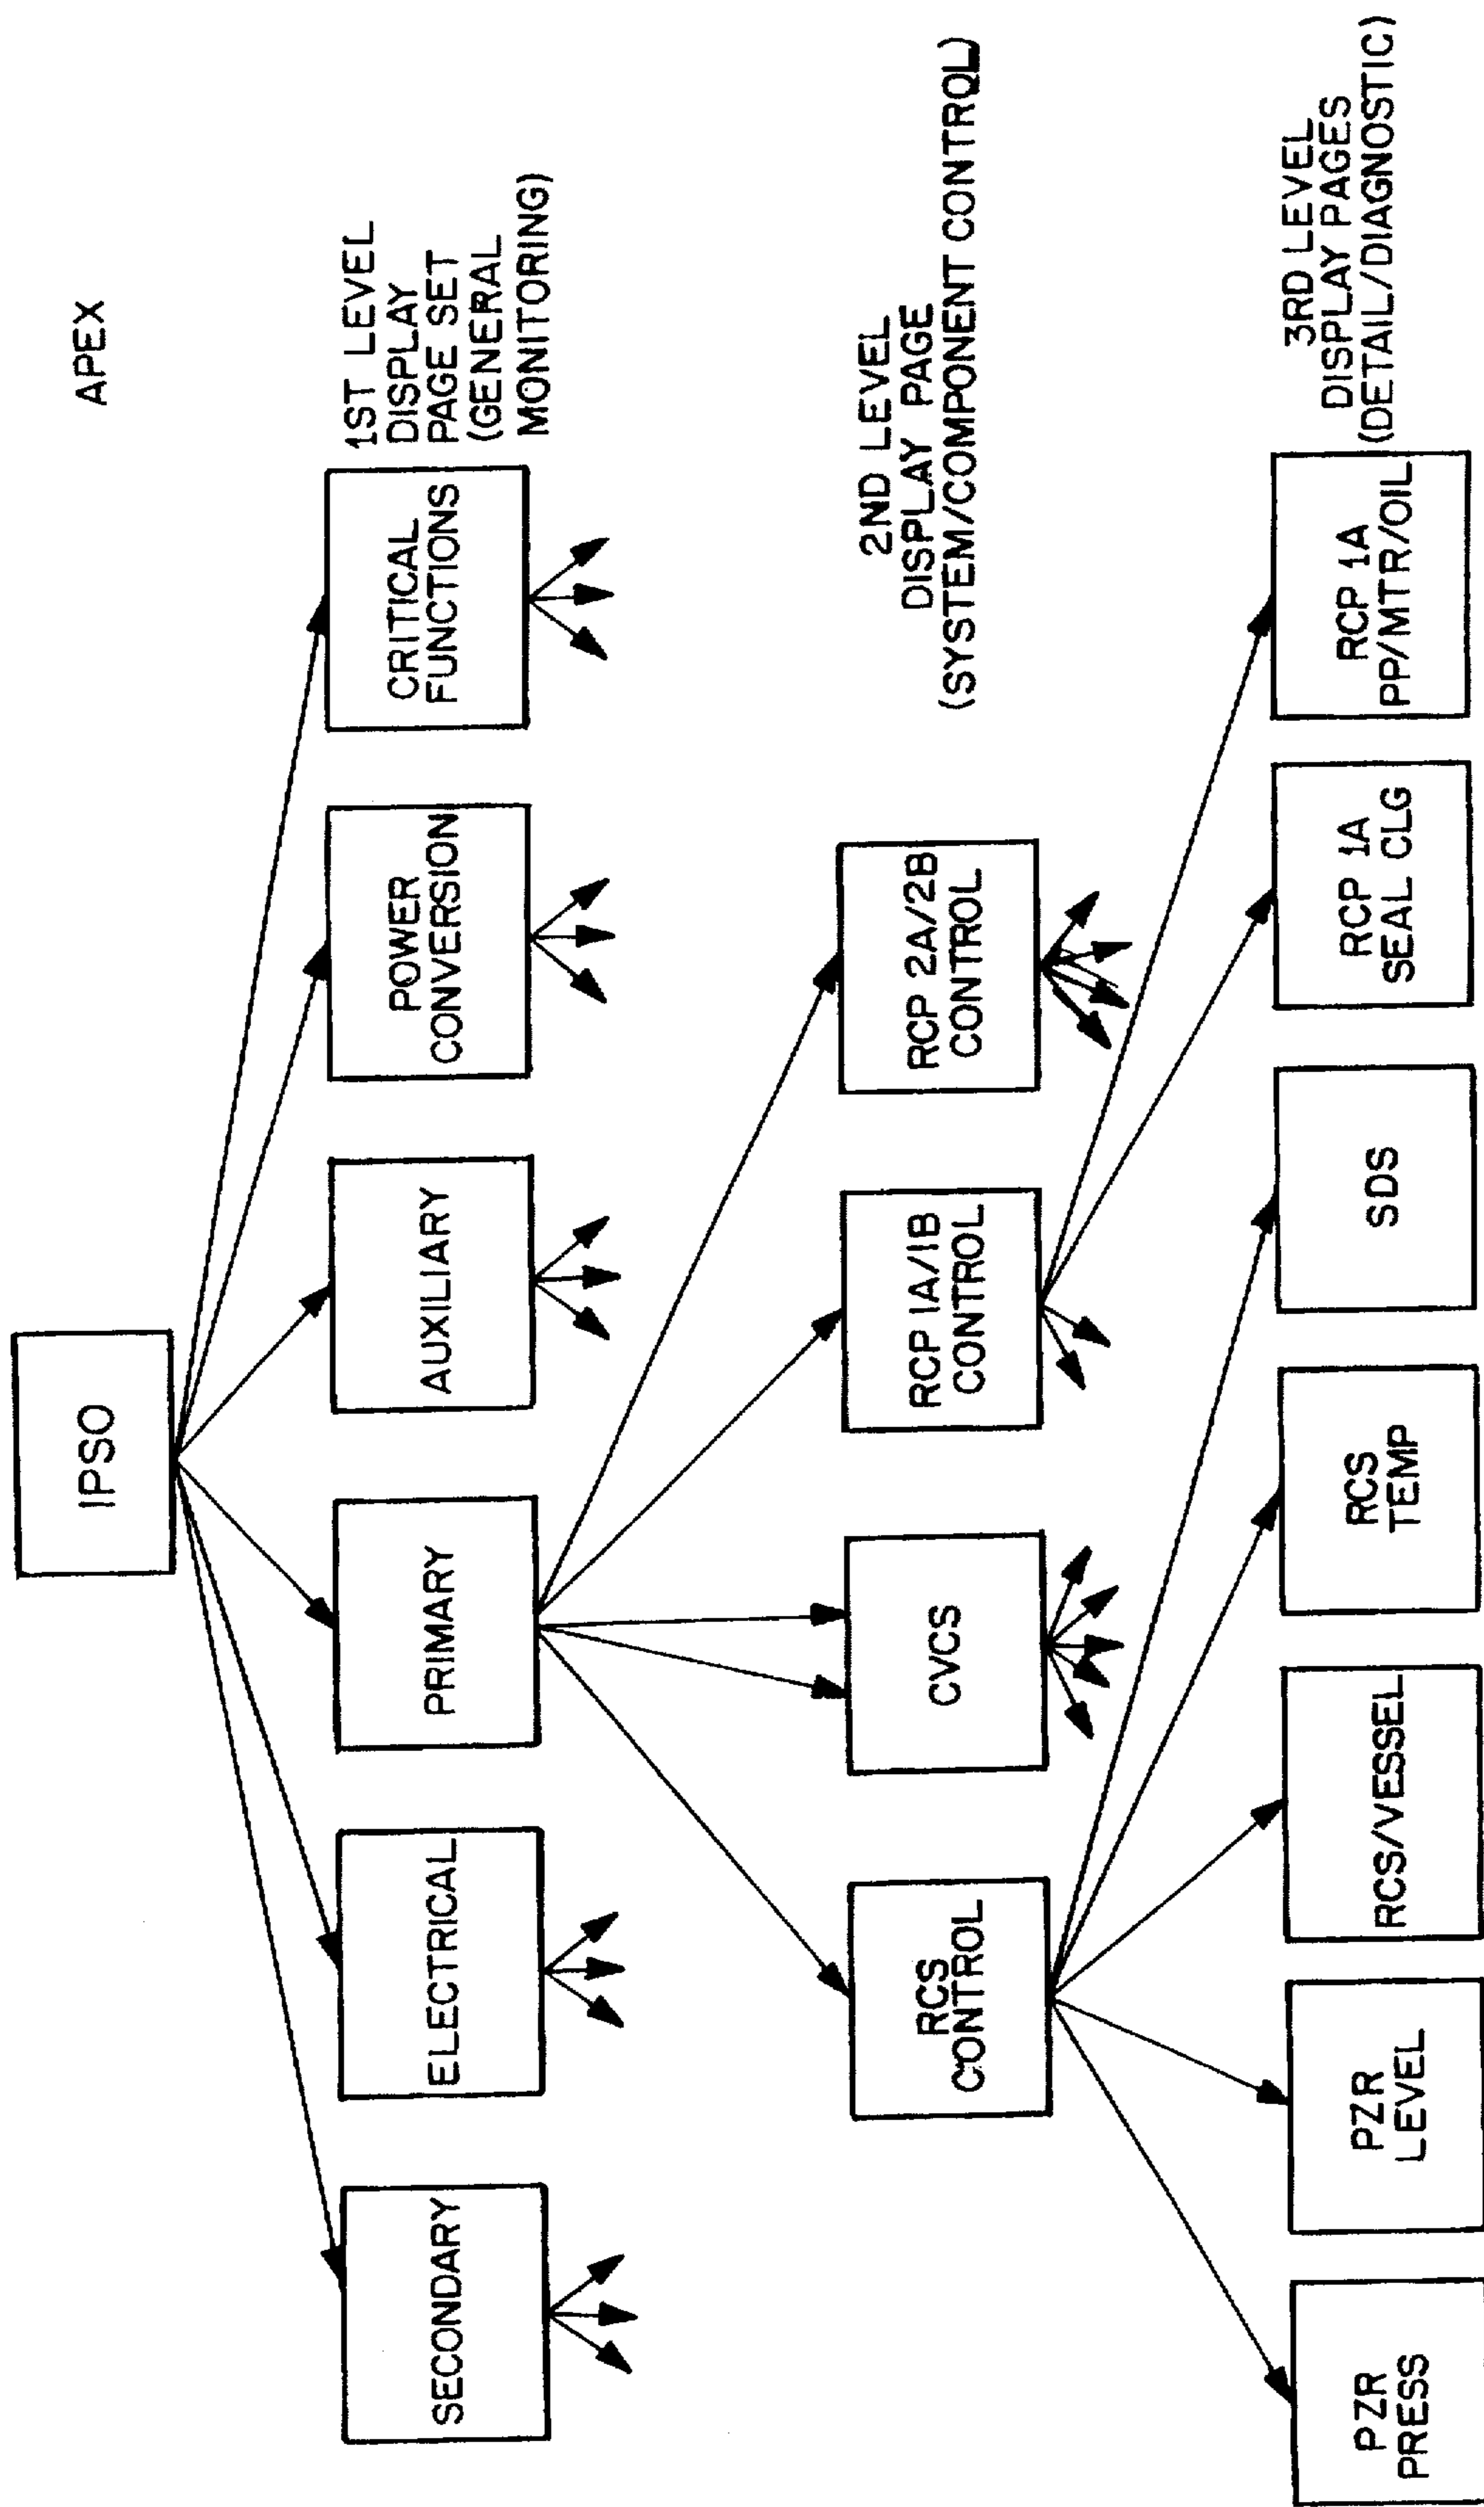 IPSO
APEX
SECONDARY
ELECTRICAL
PRIMARY
AUXILIARY
POWER
CONVERSION
CRITICAL
FUNCTIONS
1ST LEVEL
DISPLAY
PAGE SET
(GENERAL
MONITORING)
RCS
CONTROL
CVCS
RCP 1A/1B
CONTROL
RCP 2A/2B
CONTROL
2ND LEVEL
DISPLAY PAGE
(SYSTEM/COMPONENT CONTROL)
PZR
PRESS
PZR
LEVEL
RCS/VESSEL
RCS
TEMP
SDS
RCP 1A
SEAL CLG
RCP 1A
PP/MTR/OIL
3RD LEVEL
DISPLAY PAGES
(DETAIL/DIAGNOSTIC)